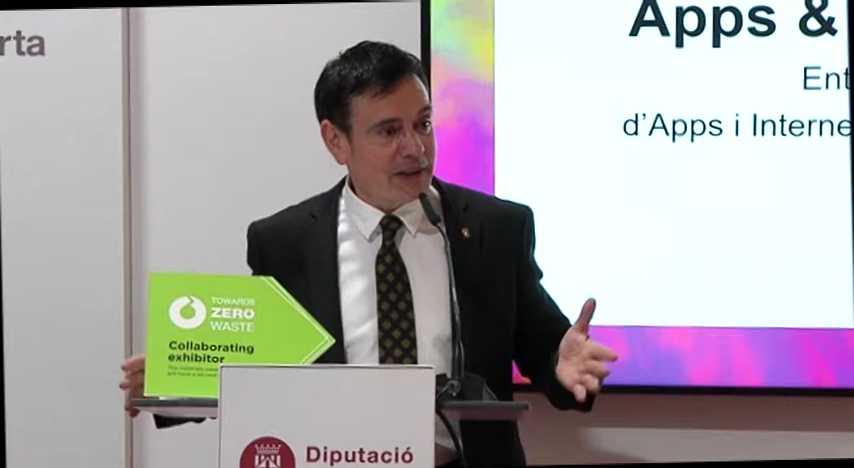 rta
Apps &
Ent
d'Apps i Interne
TOWARDS
ZERO
WASTE
Collaborating
exhibitor
Diputació